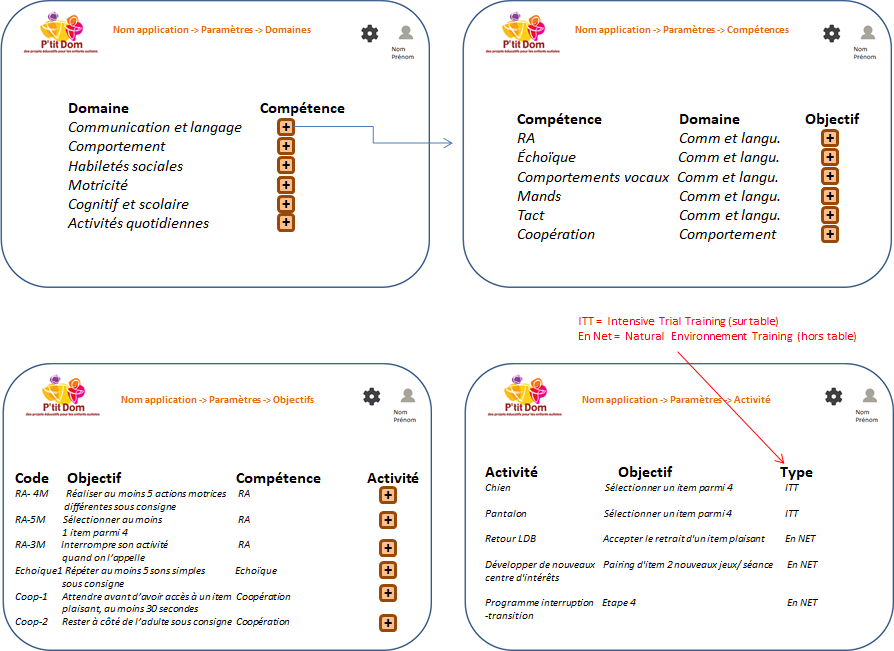 P'tit Dom
des projets éducatifs pour les enfants autistes
Nom application -> Paramètres -> Domaines
Nom
Prénom
Domaine Compétence
Communication et langage +
Comportement +
Habiletés sociales +
Motricité +
Cognitif et scolaire +
Activités quotidiennes +
P'tit Dom
des projets éducatifs pour les enfants autistes
Nom application -> Paramètres -> Compétences
Nom
Prénom
Compétence Domaine Objectif
RA Comm et langu. +
Échoïque Comm et langu. +
Comportements vocaux Comm et langu. +
Mands Comm et langu. +
Tact Comm et langu. +
Coopération Comportement +
ITT = Intensive Trial Training (sur table)
En Net = Natural Environnement Training (hors table)
P'tit Dom
des projets éducatifs pour les enfants autistes
Nom application -> Paramètres -> Objectifs
Nom
Prénom
Code Objectif Compétence Activité
RA- 4M Réaliser au moins 5 actions motrices RA +
différentes sous consigne
RA-5M Sélectionner au moins RA +
1 item parmi 4
RA-3M Interrompre son activité RA +
quand on l'appelle
Echoique1 Répéter au moins 5 sons simples Echoïque +
sous consigne
Coop-1 Attendre avant d'avoir accès à un item Coopération +
plaisant, au moins 30 secondes
Coop-2 Rester à côté de l'adulte sous consigne Coopération +
P'tit Dom
des projets éducatifs pour les enfants autistes
Nom application -> Paramètres -> Activité
Nom
Prénom
Activité Objectif Type
Chien Sélectionner un item parmi 4 ITT
Pantalon Sélectionner un item parmi 4 ITT
Retour LDB Accepter le retrait d'un item plaisant En NET
Développer de nouveaux Pairing d'item 2 nouveaux jeux/ séance En NET
centre d'intérêts
Programme interruption Etape 4 En NET
-transition